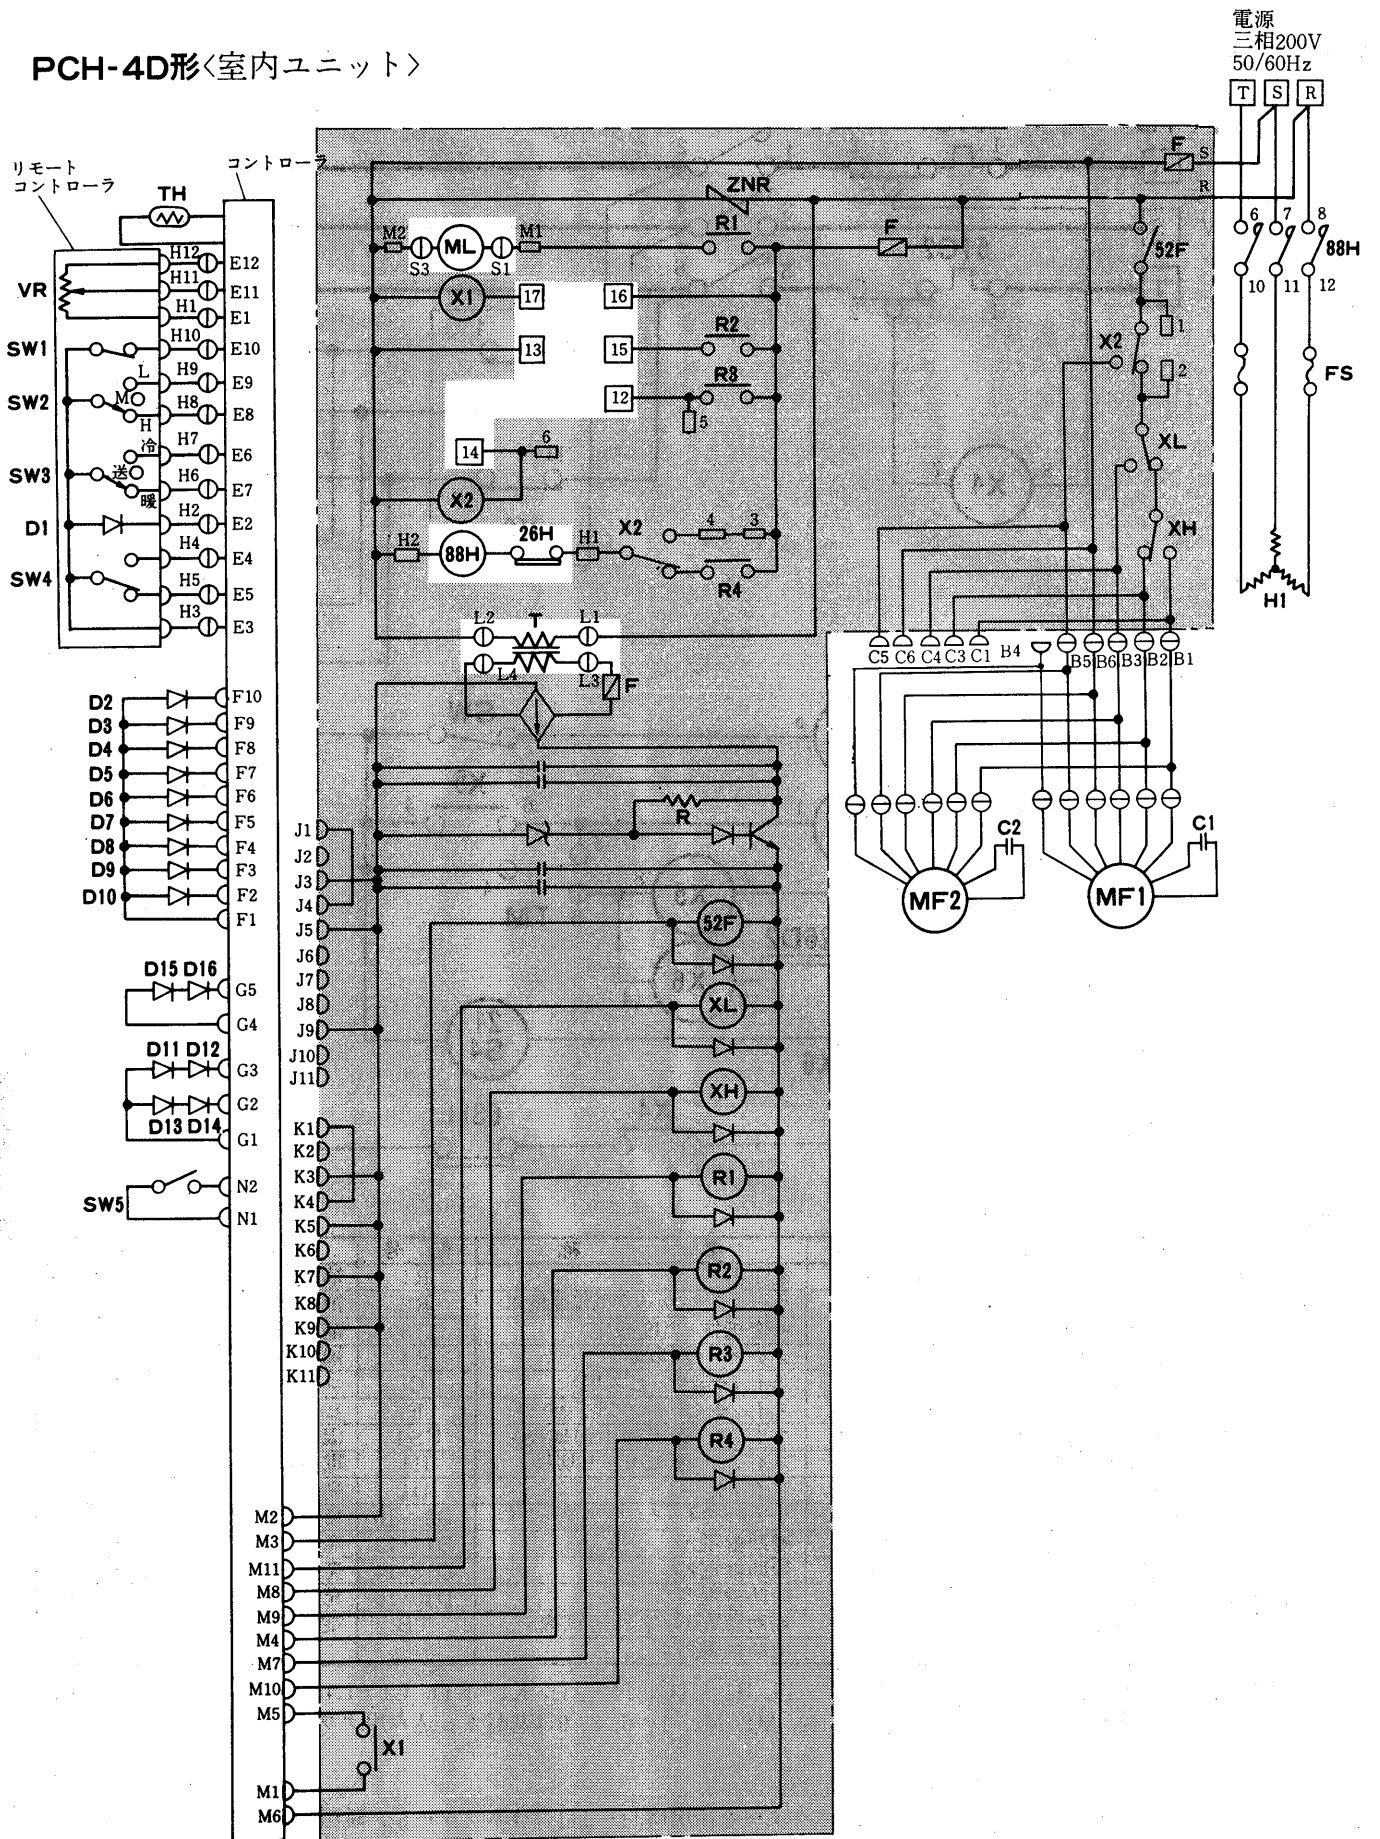 電源
三相200V
50/60Hz
PCH-4D形〈室内ユニット〉
T S R
リモート
コントローラ
コントローラ
TH
F S
R
ZNR
M2 ML M1 R1 F
S3 S1
52F
6 7 8
88H
10 11 12
H12 E12
VR H11 E11
H1 E1
SW1 H10 E10
L H9 E9
SW2 M H8 E8
H
冷 H7 E6
SW3 送 H6 E7
暖
D1 H2 E2
H4 E4
SW4 H5 E5
H3 E3
X1 17 16
13 15 R2
12 R3
5
14 6
X2
H2 88H 26H H1 X2 4 3
R4
1
X2
2
XL
XH
FS
H1
L2 T L1
L4 L3 F
C5 C6 C4 C3 C1 B4 B5 B6 B3 B2 B1
D2 F10
D3 F9
D4 F8
D5 F7
D6 F6
D7 F5
D8 F4
D9 F3
D10 F2
F1
R
C2 C1
MF2 MF1
J1
J2
J3
J4
J5
J6
J7
J8
J9
J10
J11
52F
XL
XH
R1
R2
R3
R4
D15 D16 G5
G4
D11 D12 G3
G2
D13 D14 G1
SW5 N2
N1
K1
K2
K3
K4
K5
K6
K7
K8
K9
K10
K11
M2
M3
M11
M8
M9
M4
M7
M10
M5
X1
M1
M6